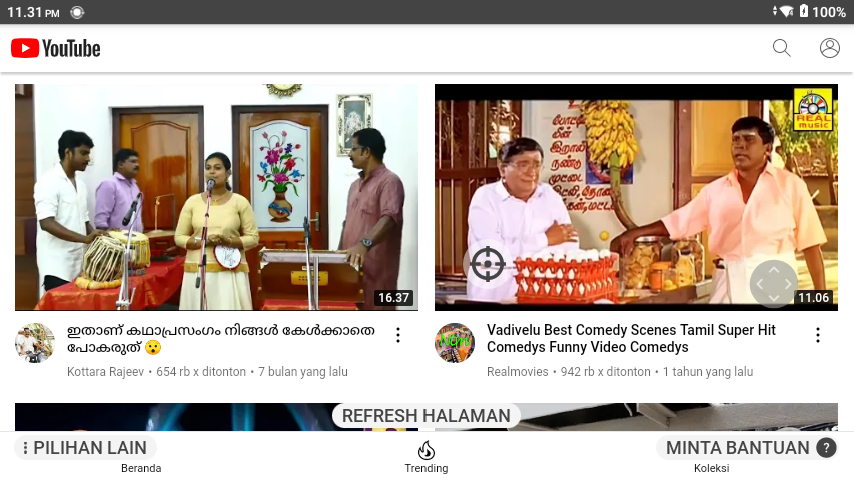 11.31 PM
100%
YouTube
REAL
music
போட்டி
மீன்
இறால்
நண்டு
முட்டை
16.37
11.06
ഇതാണ് കഥാപ്രസംഗം നിങ്ങൾ കേൾക്കാതെ
പോകരുത് 😮
Kottara Rajeev • 654 rb x ditonton • 7 bulan yang lalu
Vadivelu Best Comedy Scenes Tamil Super Hit
Comedys Funny Video Comedys
Realmovies • 942 rb x ditonton • 1 tahun yang lalu
REFRESH HALAMAN
PILIHAN LAIN
MINTA BANTUAN ?
Beranda
Trending
Koleksi